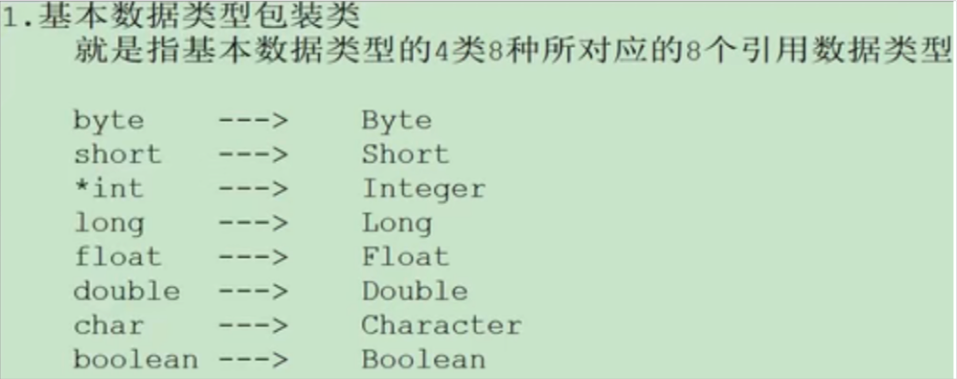 1.基本数据类型包装类
就是指基本数据类型的4类8种所对应的8个引用数据类型
byte ---> Byte
short ---> Short
*int ---> Integer
long ---> Long
float ---> Float
double ---> Double
char ---> Character
boolean ---> Boolean